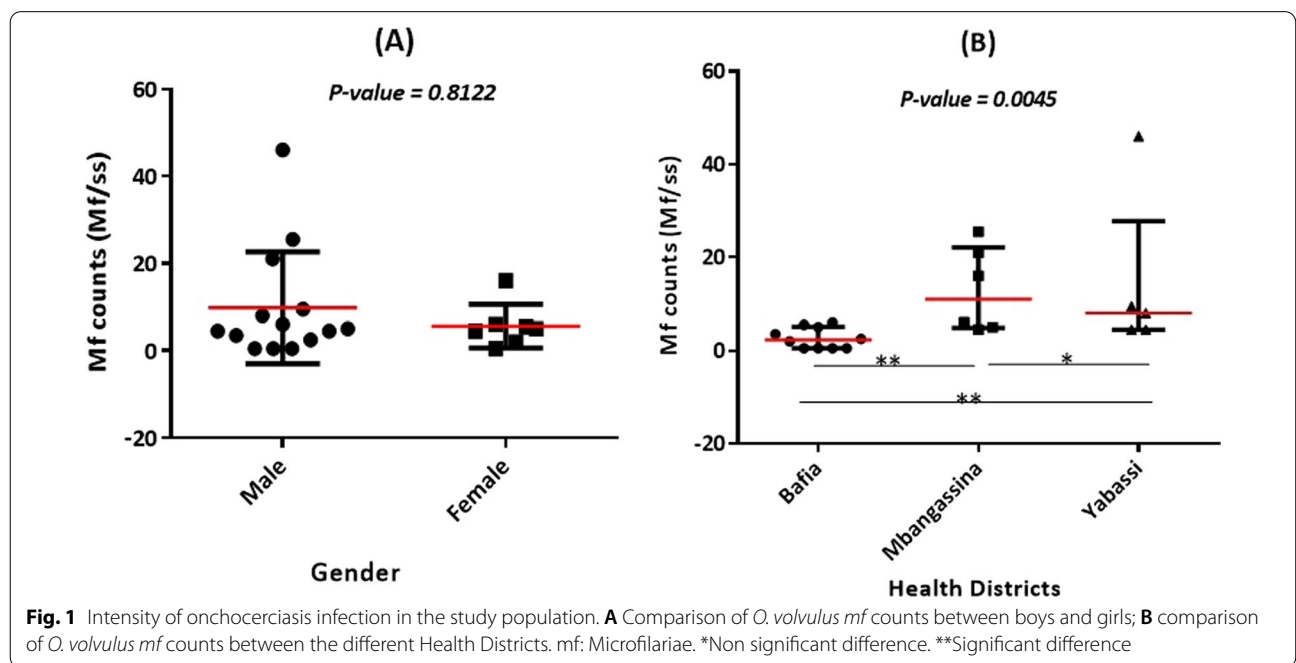 (A)
P-value = 0.8122
60
40
20
0
-20
Mf counts (Mf/ss)
Male
Female
Gender
(B)
P-value = 0.0045
60
40
20
0
-20
Mf counts (Mf/ss)
**
*
**
Bafia
Mbangassina
Yabassi
Health Districts
Fig. 1 Intensity of onchocerciasis infection in the study population. A Comparison of O. volvulus mf counts between boys and girls; B comparison
of O. volvulus mf counts between the different Health Districts. mf: Microfilariae. *Non significant difference. **Significant difference